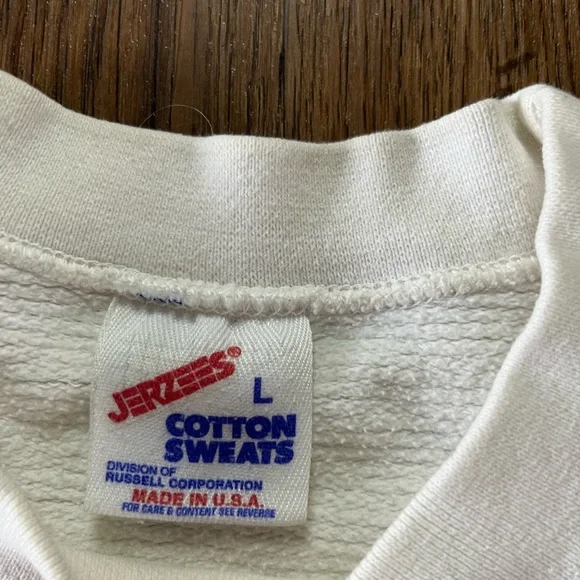 JERZEES®
L
COTTON
SWEATS
DIVISION OF
RUSSELL CORPORATION
MADE IN U.S.A.
FOR CARE & CONTENT SEE REVERSE